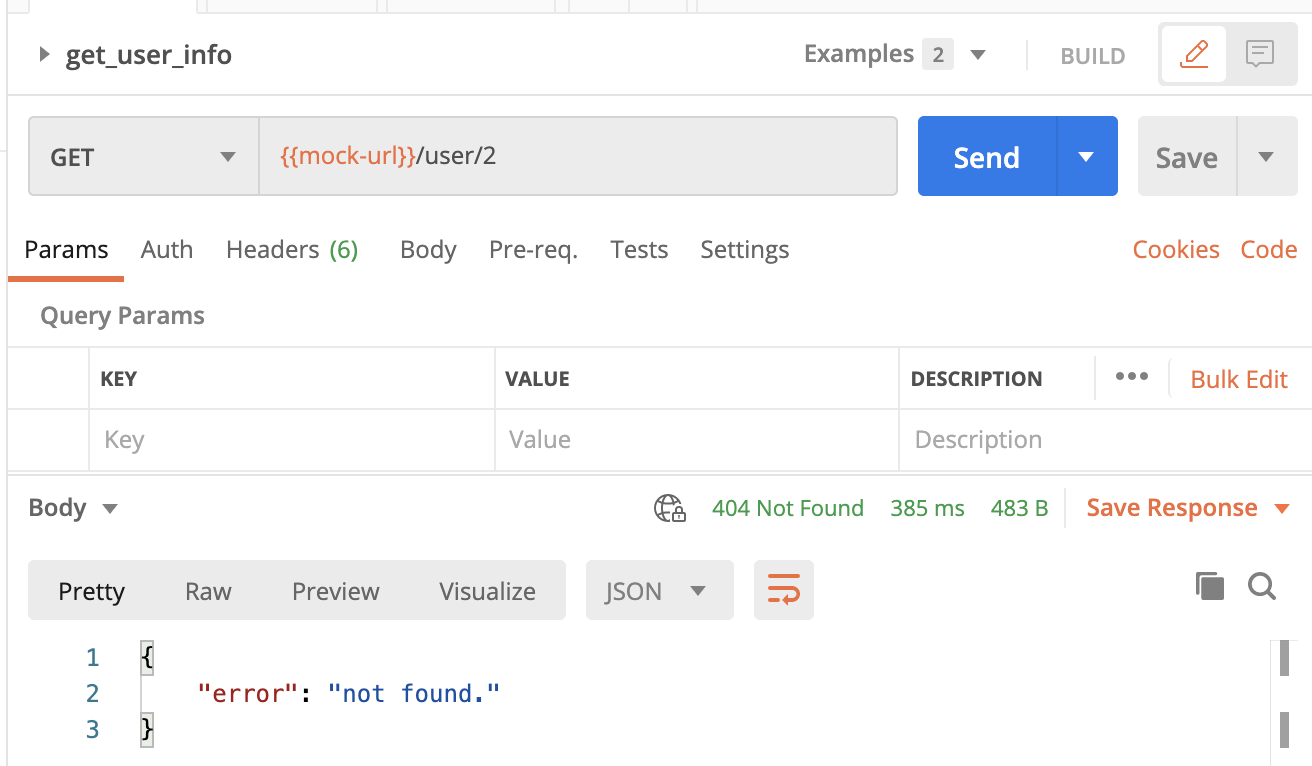 get_user_info Examples 2 BUILD
GET {{mock-url}}/user/2 Send Save
Params Auth Headers (6) Body Pre-req. Tests Settings Cookies Code
Query Params
KEY VALUE DESCRIPTION ••• Bulk Edit
Key Value Description
Body 404 Not Found 385 ms 483 B Save Response
Pretty Raw Preview Visualize JSON
1 {
2 "error": "not found."
3 }